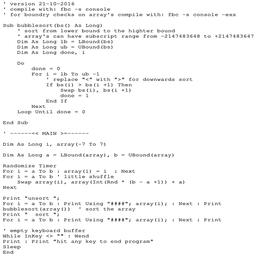 ' version 21-10-2016
' compile with: fbc -s console
' for boundry checks on array's compile with: fbc -s console -exx
Sub bubblesort(bs() As Long)
' sort from lower bound to the highter bound
' array's can have subscript range from -2147483648 to +2147483647
Dim As Long lb = LBound(bs)
Dim As Long ub = UBound(bs)
Dim As Long done, i
Do
done = 0
For i = lb To ub -1
' replace "<" with ">" for downwards sort
If bs(i) > bs(i +1) Then
Swap bs(i), bs(i +1)
done = 1
End If
Next
Loop Until done = 0
End Sub
' ------=< MAIN >=------
Dim As Long i, array(-7 To 7)
Dim As Long a = LBound(array), b = UBound(array)
Randomize Timer
For i = a To b : array(i) = i : Next
For i = a To b ' little shuffle
Swap array(i), array(Int(Rnd * (b - a +1)) + a)
Next
Print "unsort ";
For i = a To b : Print Using "####"; array(i); : Next : Print
bubblesort(array()) ' sort the array
Print " sort ";
For i = a To b : Print Using "####"; array(i); : Next : Print
' empty keyboard buffer
While InKey <> "" : Wend
Print : Print "hit any key to end program"
Sleep
End